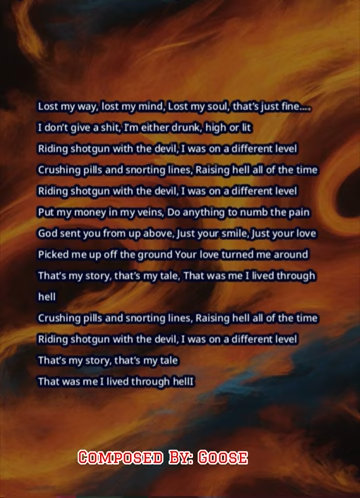 Lost my way, lost my mind, Lost my soul, that's just fine....
I don't give a shit, I'm either drunk, high or lit
Riding shotgun with the devil, I was on a different level
Crushing pills and snorting lines, Raising hell all of the time
Riding shotgun with the devil, I was on a different level
Put my money in my veins, Do anything to numb the pain
God sent you from up above, Just your smile, Just your love
Picked me up off the ground Your love turned me around
That's my story, that's my tale, That was me I lived through
hell
Crushing pills and snorting lines, Raising hell all of the time
Riding shotgun with the devil, I was on a different level
That's my story, that's my tale
That was me I lived through hellI
Composed By: Goose